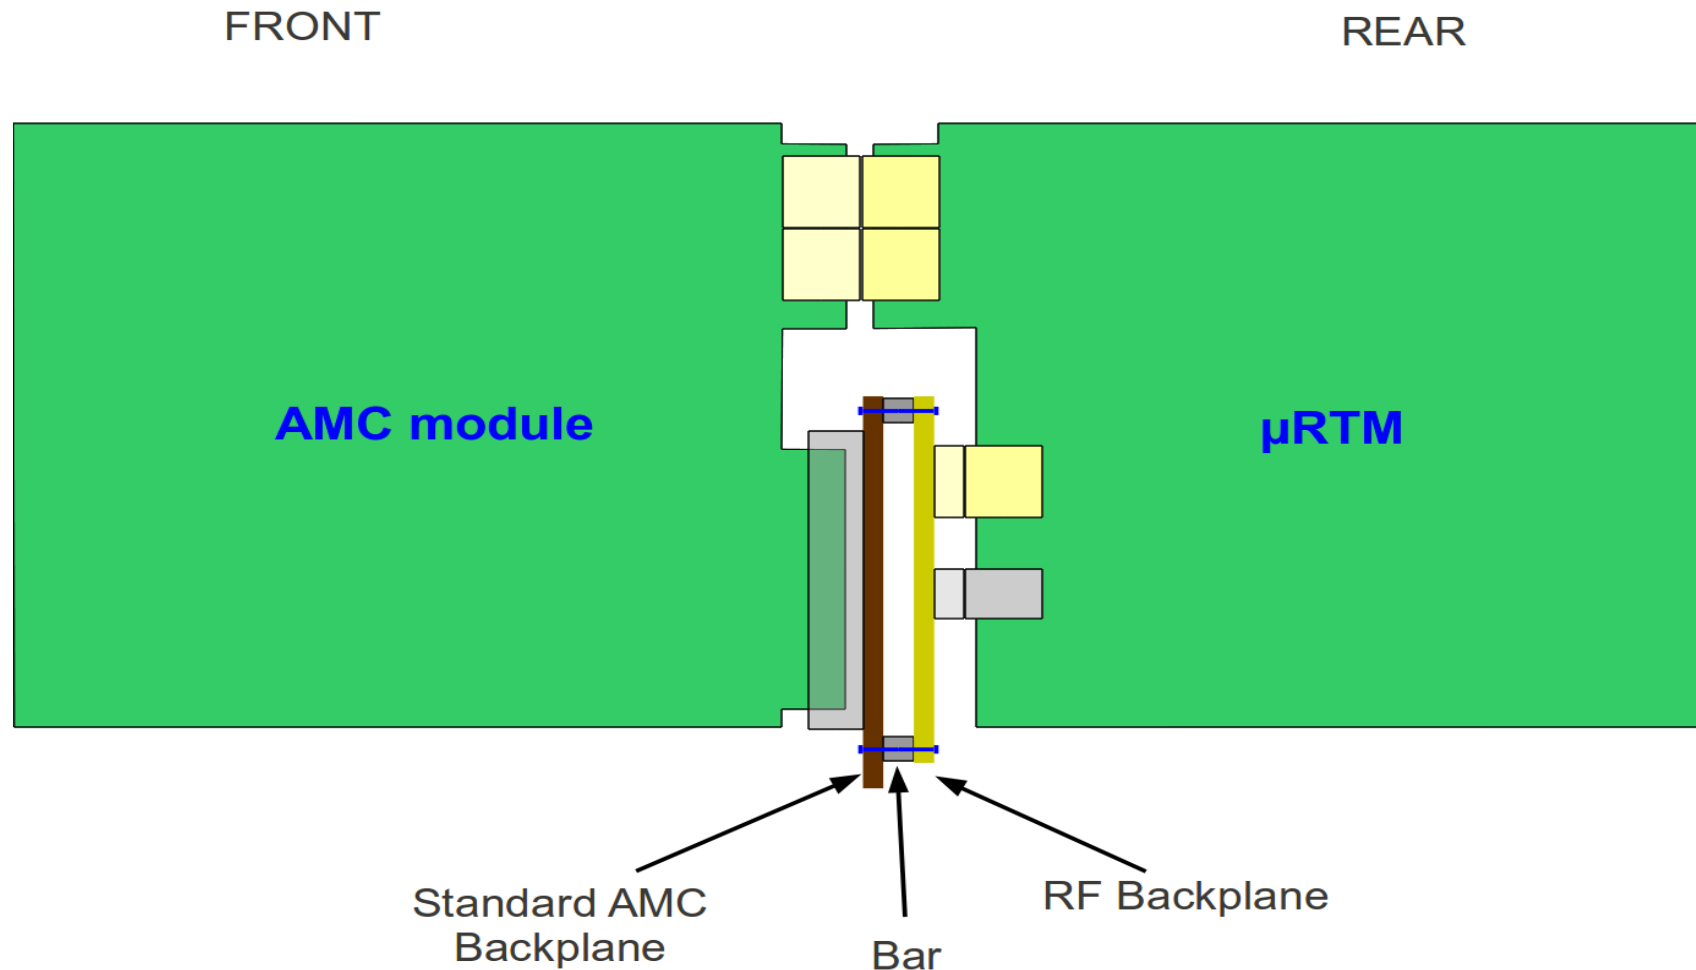 FRONT
REAR
AMC module
µRTM
Standard AMC
Backplane
Bar
RF Backplane